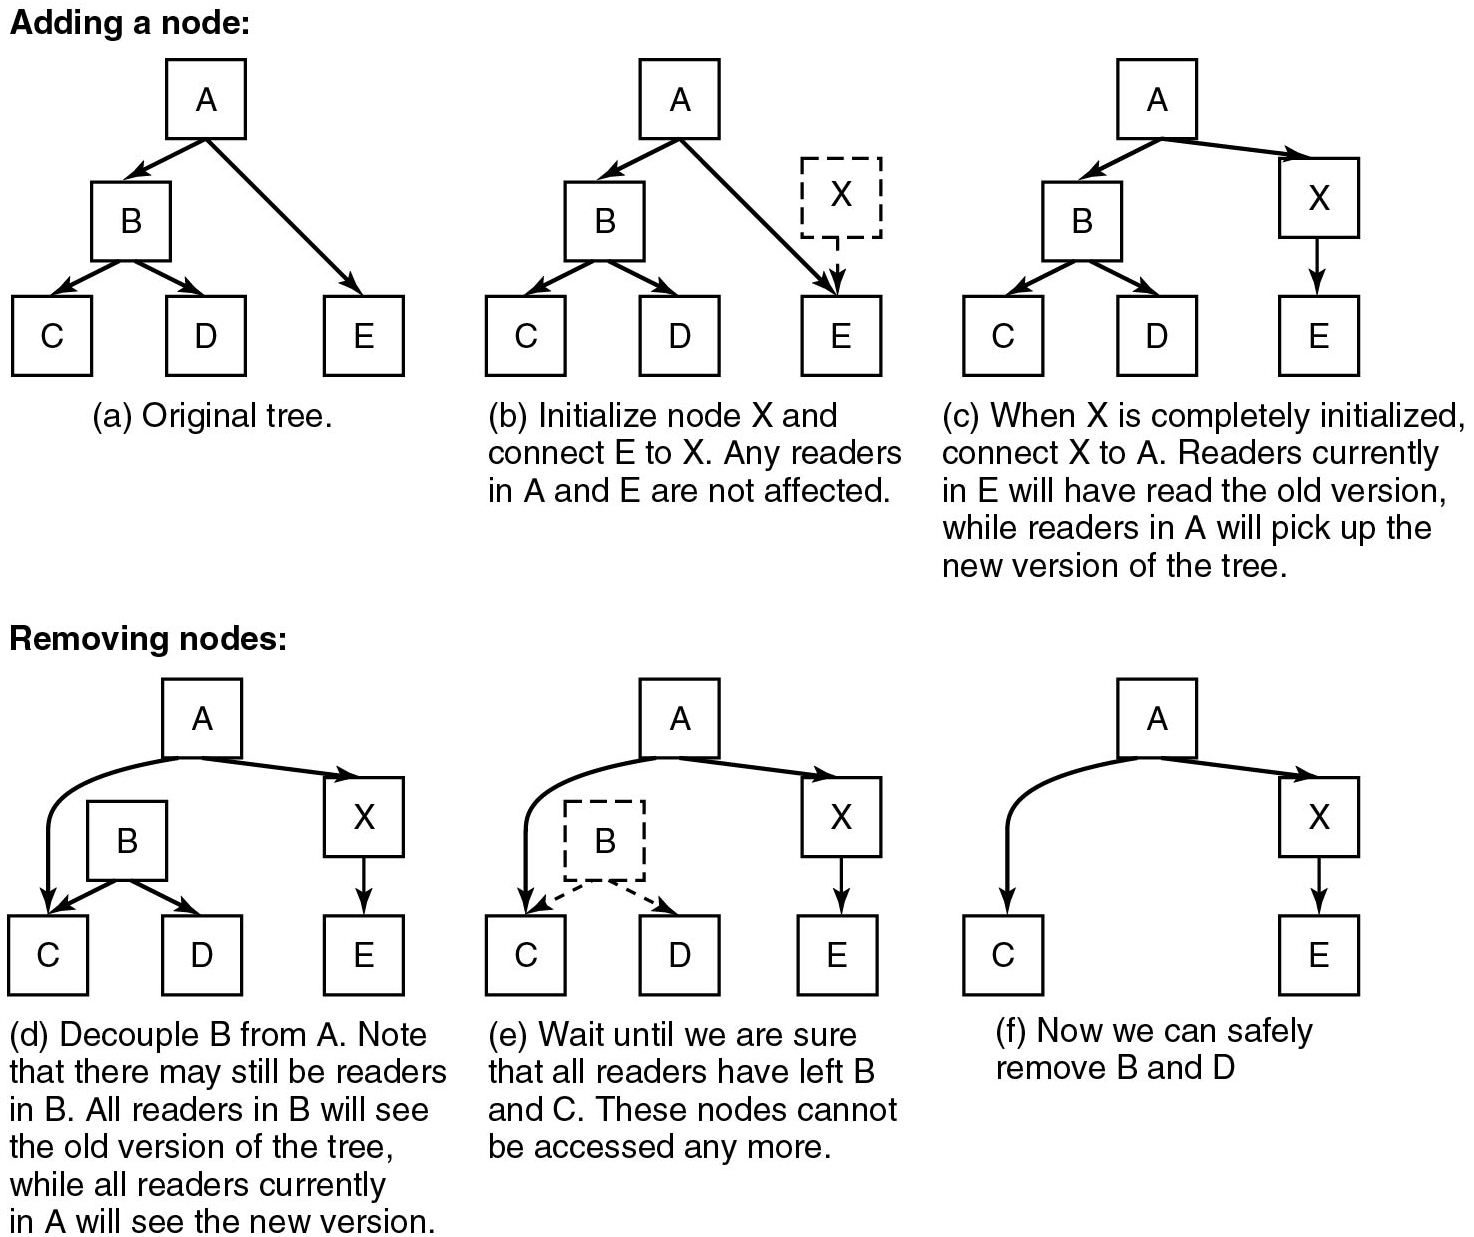 Adding a node:
A
A
A
X
X
B
B
B
C
D
E
C
D
E
C
D
E
(a) Original tree.
(b) Initialize node X and
connect E to X. Any readers
in A and E are not affected.
(c) When X is completely initialized,
connect X to A. Readers currently
in E will have read the old version,
while readers in A will pick up the
new version of the tree.
Removing nodes:
A
A
A
X
X
X
B
B
C
D
E
C
D
E
C
E
(d) Decouple B from A. Note
that there may still be readers
in B. All readers in B will see
the old version of the tree,
while all readers currently
in A will see the new version.
(e) Wait until we are sure
that all readers have left B
and C. These nodes cannot
be accessed any more.
(f) Now we can safely
remove B and D